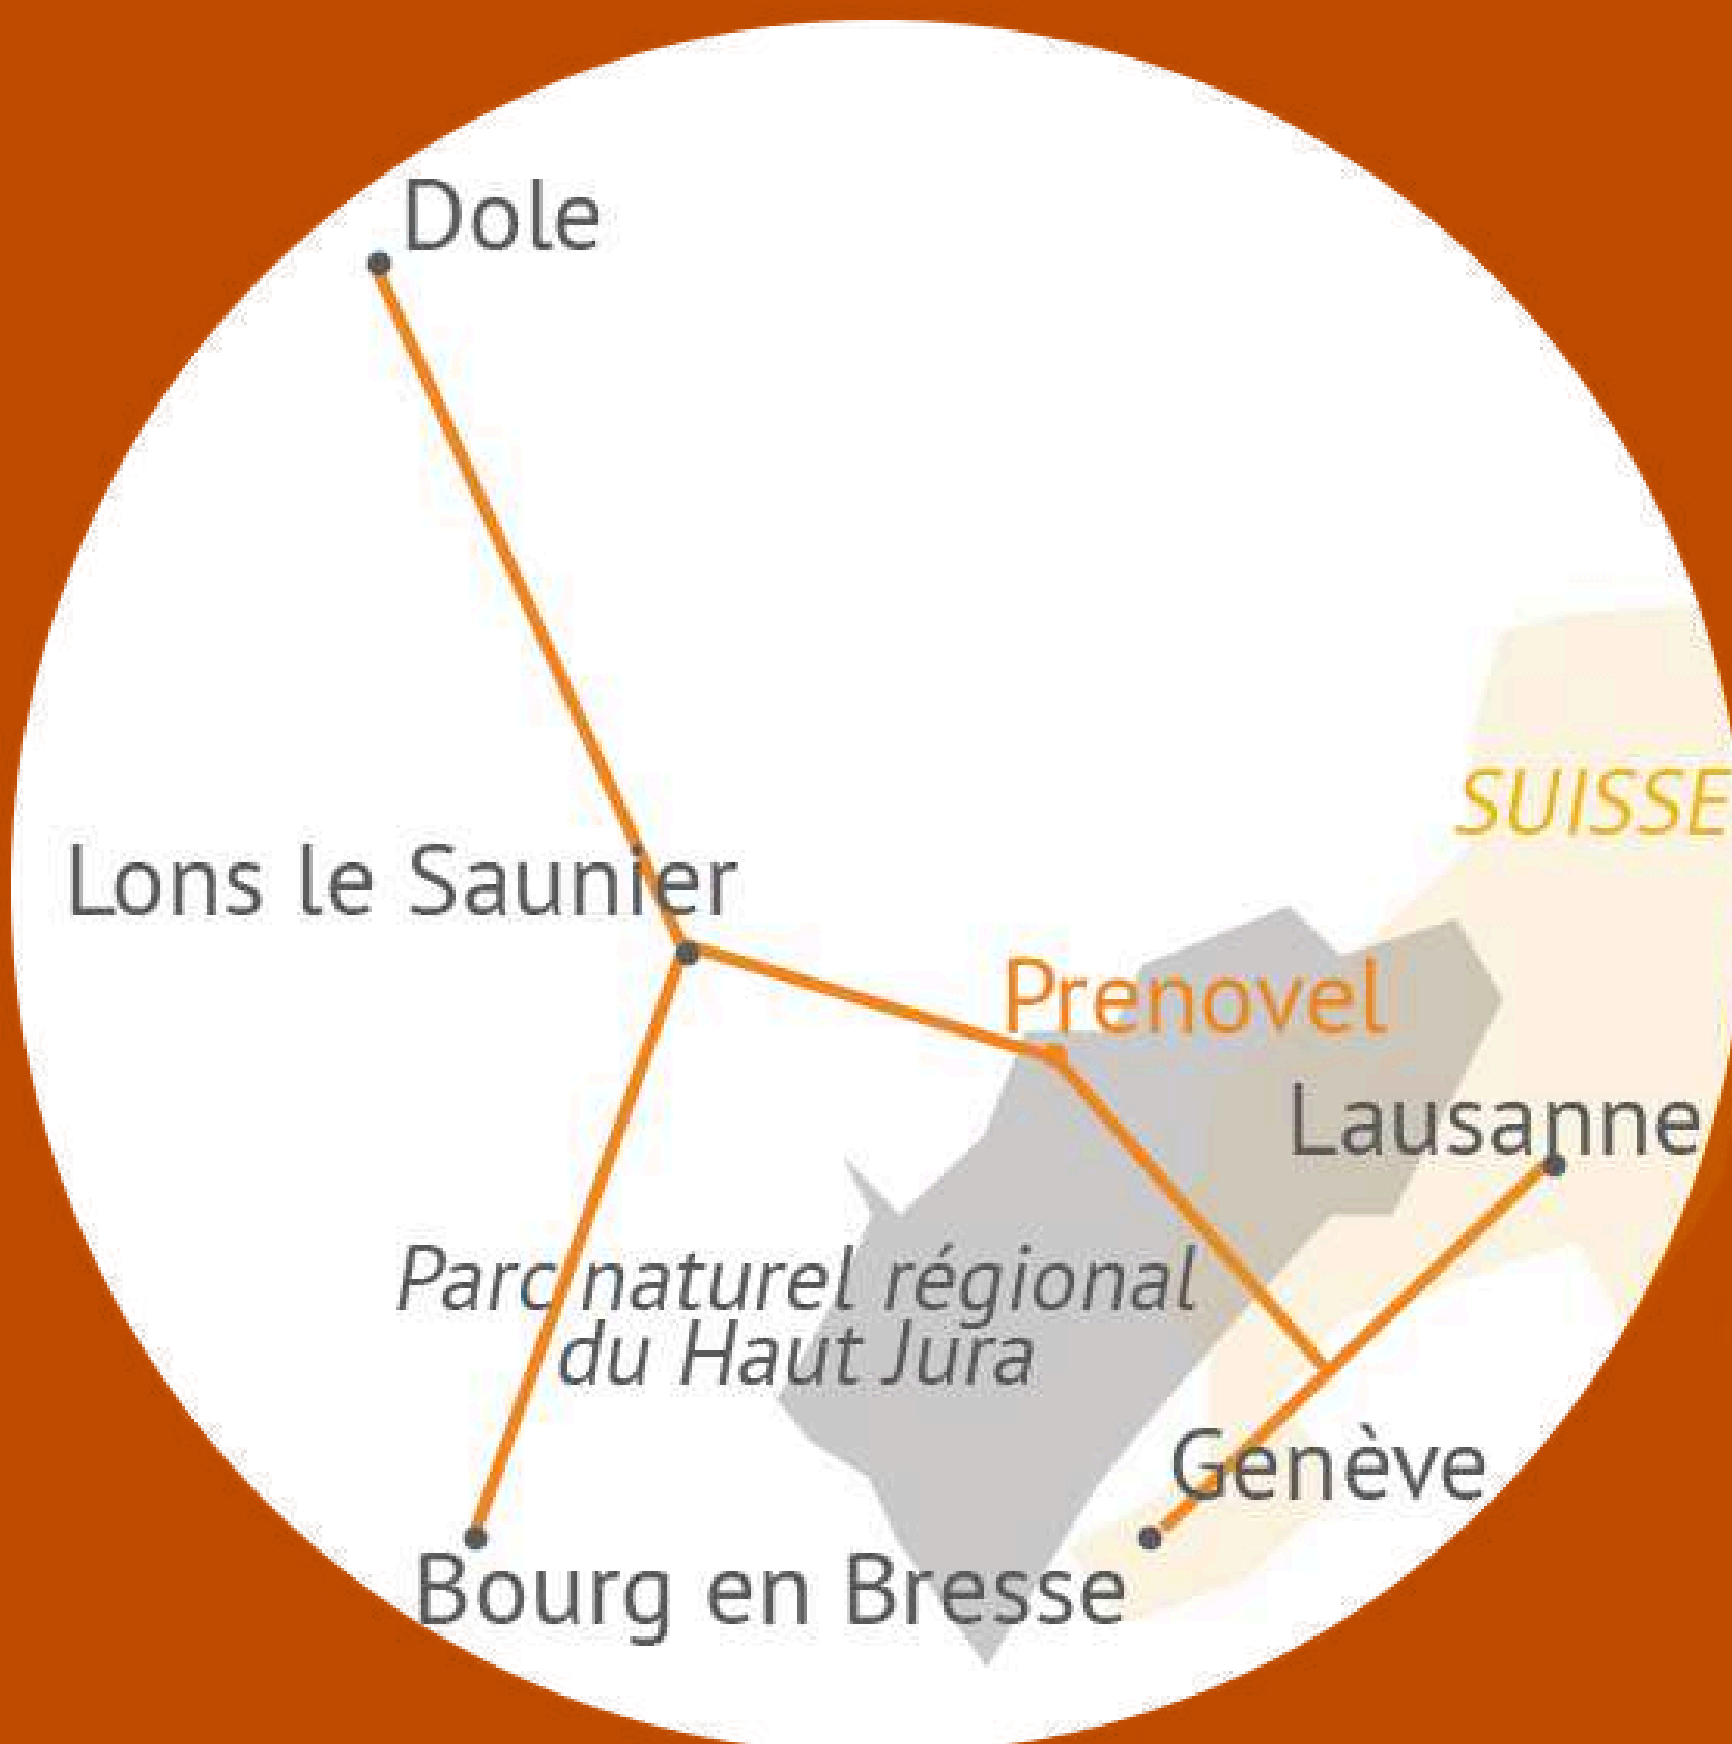 Dole
SUISSE
Lons le Saunier
Prenovel
Lausanne
Parc naturel régional
du Haut Jura
Genève
Bourg en Bresse